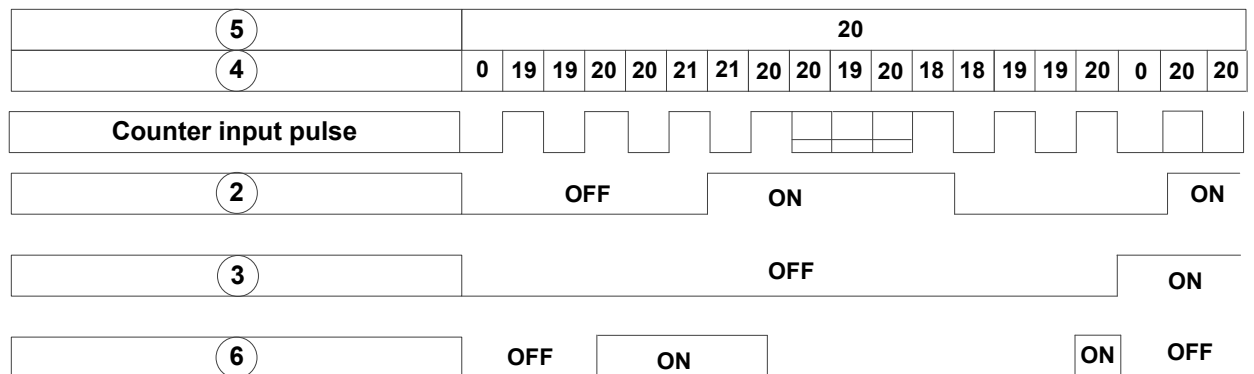 5 20
4 0 19 19 20 20 21 21 20 20 19 20 18 18 19 19 20 0 20 20
Counter input pulse
2 OFF ON ON
3 OFF ON
6 OFF ON ON OFF